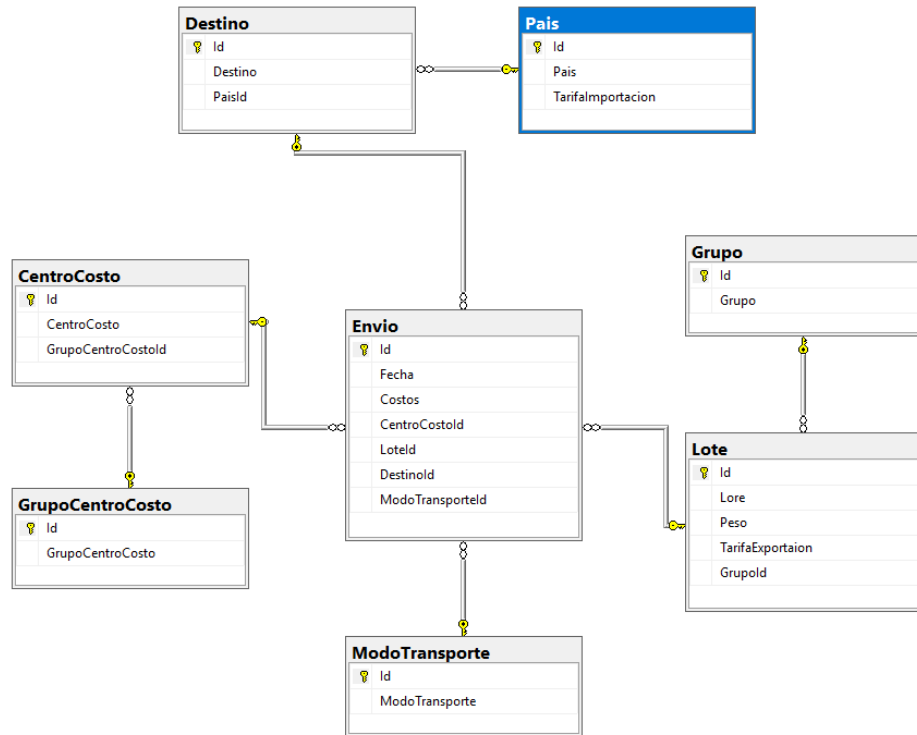 Destino
Id
Destino
PaisId
Pais
Id
Pais
TarifaImportacion
CentroCosto
Id
CentroCosto
GrupoCentroCostoId
Envio
Id
Fecha
Costos
CentroCostoId
LoteId
DestinoId
ModoTransporteId
Grupo
Id
Grupo
Lote
Id
Lore
Peso
TarifaExportaion
GrupoId
GrupoCentroCosto
Id
GrupoCentroCosto
ModoTransporte
Id
ModoTransporte